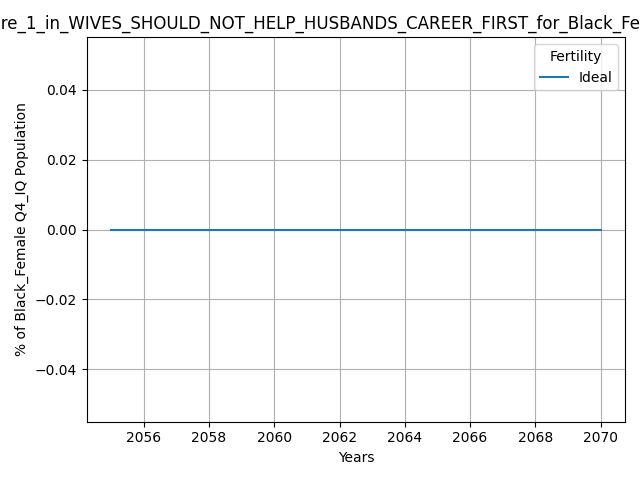 re_1_in_WIVES_SHOULD_NOT_HELP_HUSBANDS_CAREER_FIRST_for_Black_Fe
Fertility
Ideal
0.04
0.02
0.00
−0.02
−0.04
% of Black_Female Q4_IQ Population
2056 2058 2060 2062 2064 2066 2068 2070
Years